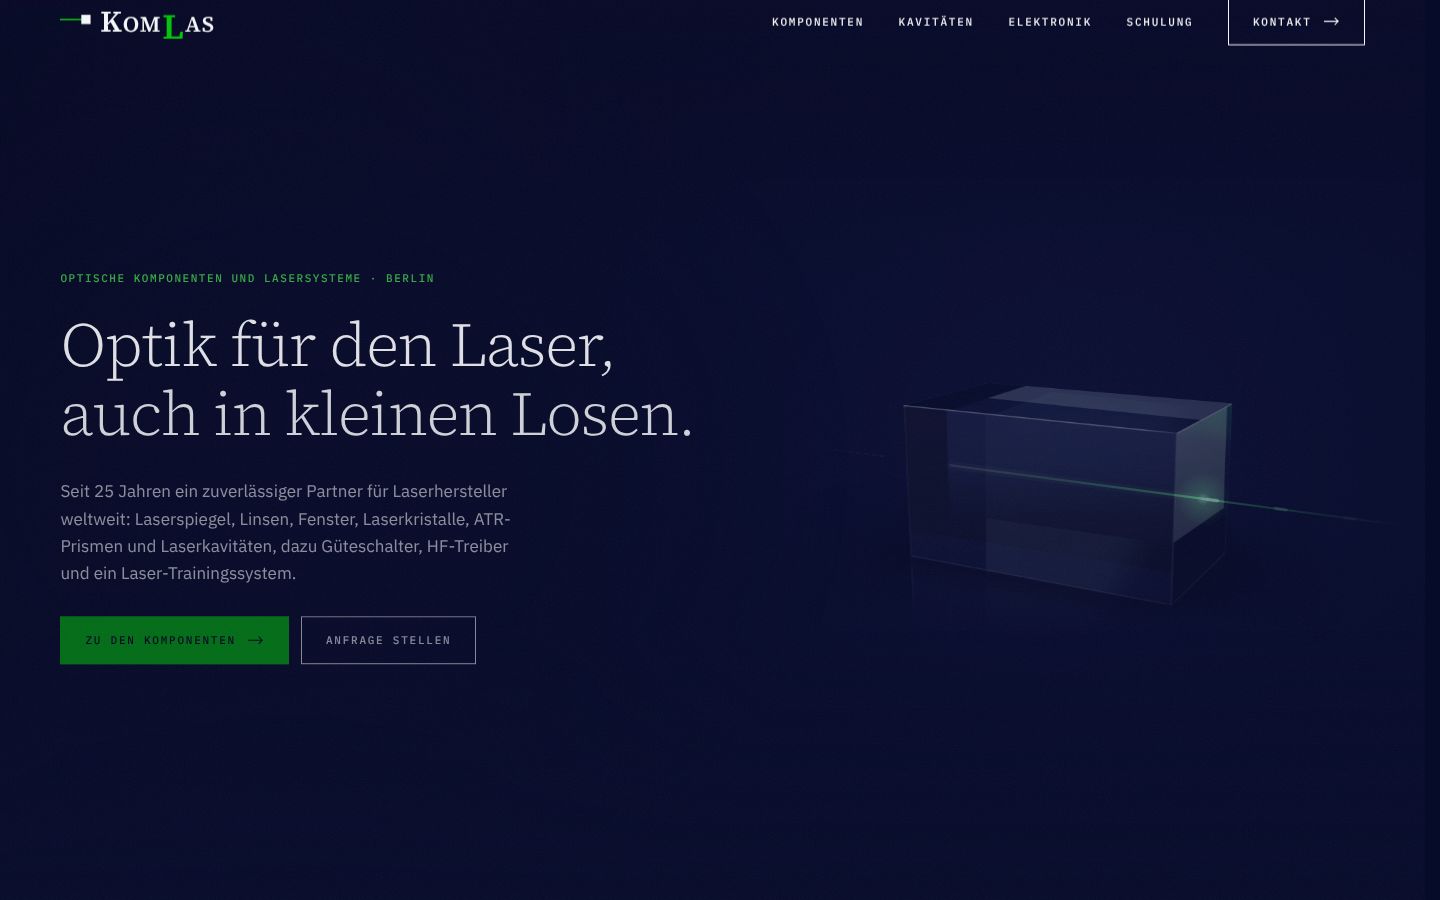 KomLas
KOMPONENTEN KAVITÄTEN ELEKTRONIK SCHULUNG KONTAKT →
OPTISCHE KOMPONENTEN UND LASERSYSTEME · BERLIN
Optik für den Laser,
auch in kleinen Losen.
Seit 25 Jahren ein zuverlässiger Partner für Laserhersteller
weltweit: Laserspiegel, Linsen, Fenster, Laserkristalle, ATR-
Prismen und Laserkavitäten, dazu Güteschalter, HF-Treiber
und ein Laser-Trainingssystem.
ZU DEN KOMPONENTEN → ANFRAGE STELLEN